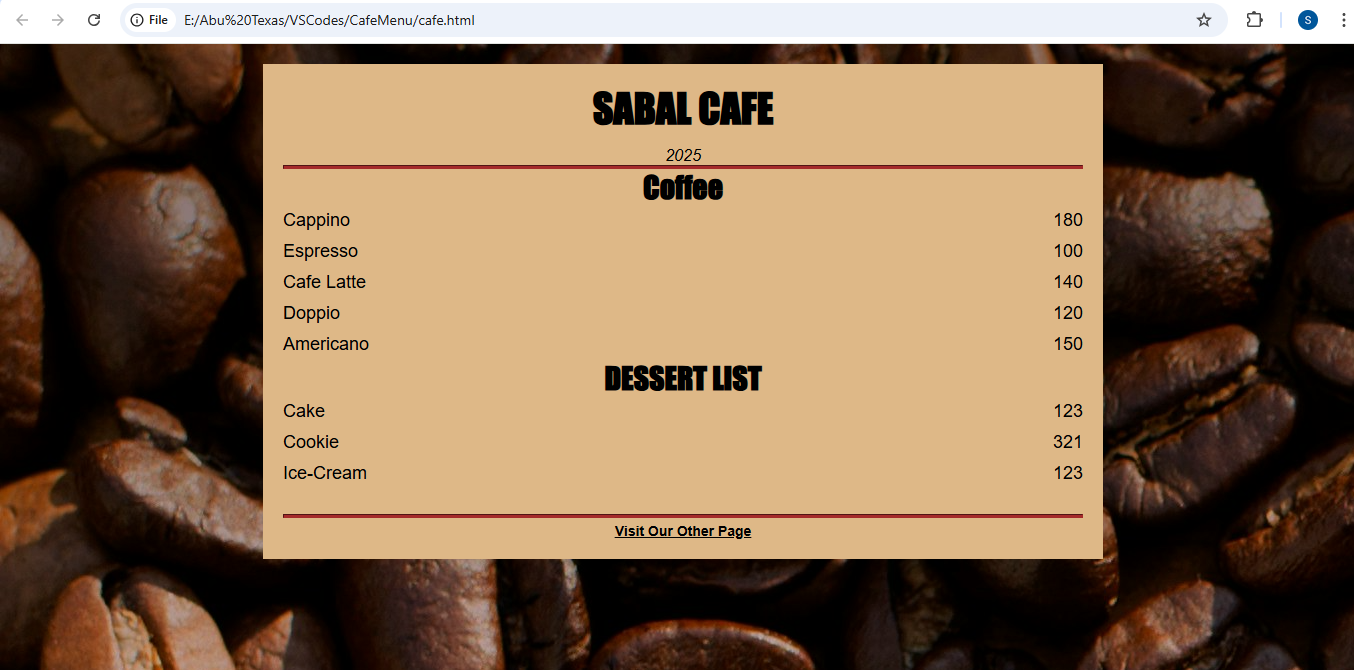 File E:/Abu%20Texas/VSCodes/CafeMenu/cafe.html S
SABAL CAFE
2025
Coffee
Cappino 180
Espresso 100
Cafe Latte 140
Doppio 120
Americano 150
DESSERT LIST
Cake 123
Cookie 321
Ice-Cream 123
Visit Our Other Page